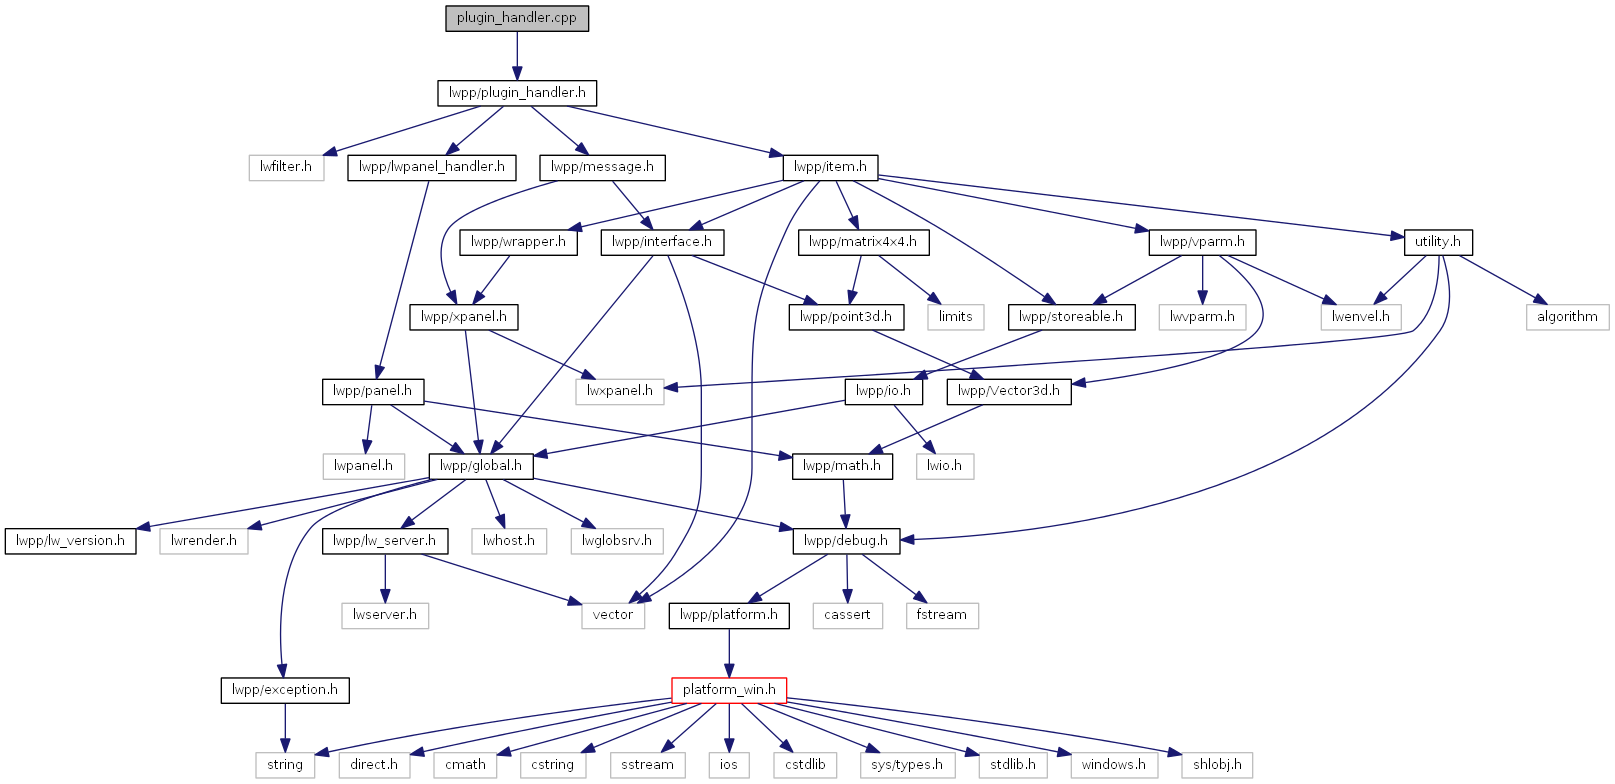 plugin_handler.cpp
lwpp/plugin_handler.h
lwfilter.h
lwpp/lwpanel_handler.h
lwpp/message.h
lwpp/item.h
lwpp/wrapper.h
lwpp/interface.h
lwpp/matrix4x4.h
lwpp/vparm.h
utility.h
lwpp/xpanel.h
lwpp/point3d.h
limits
lwpp/storeable.h
lwvparm.h
lwenvel.h
algorithm
lwpp/panel.h
lwxpanel.h
lwpp/io.h
lwpp/Vector3d.h
lwpanel.h
lwpp/global.h
lwpp/math.h
lwio.h
lwpp/lw_version.h
lwrender.h
lwpp/lw_server.h
lwhost.h
lwglobsrv.h
lwpp/debug.h
lwserver.h
vector
lwpp/platform.h
cassert
fstream
lwpp/exception.h
platform_win.h
string
direct.h
cmath
cstring
sstream
ios
cstdlib
sys/types.h
stdlib.h
windows.h
shlobj.h